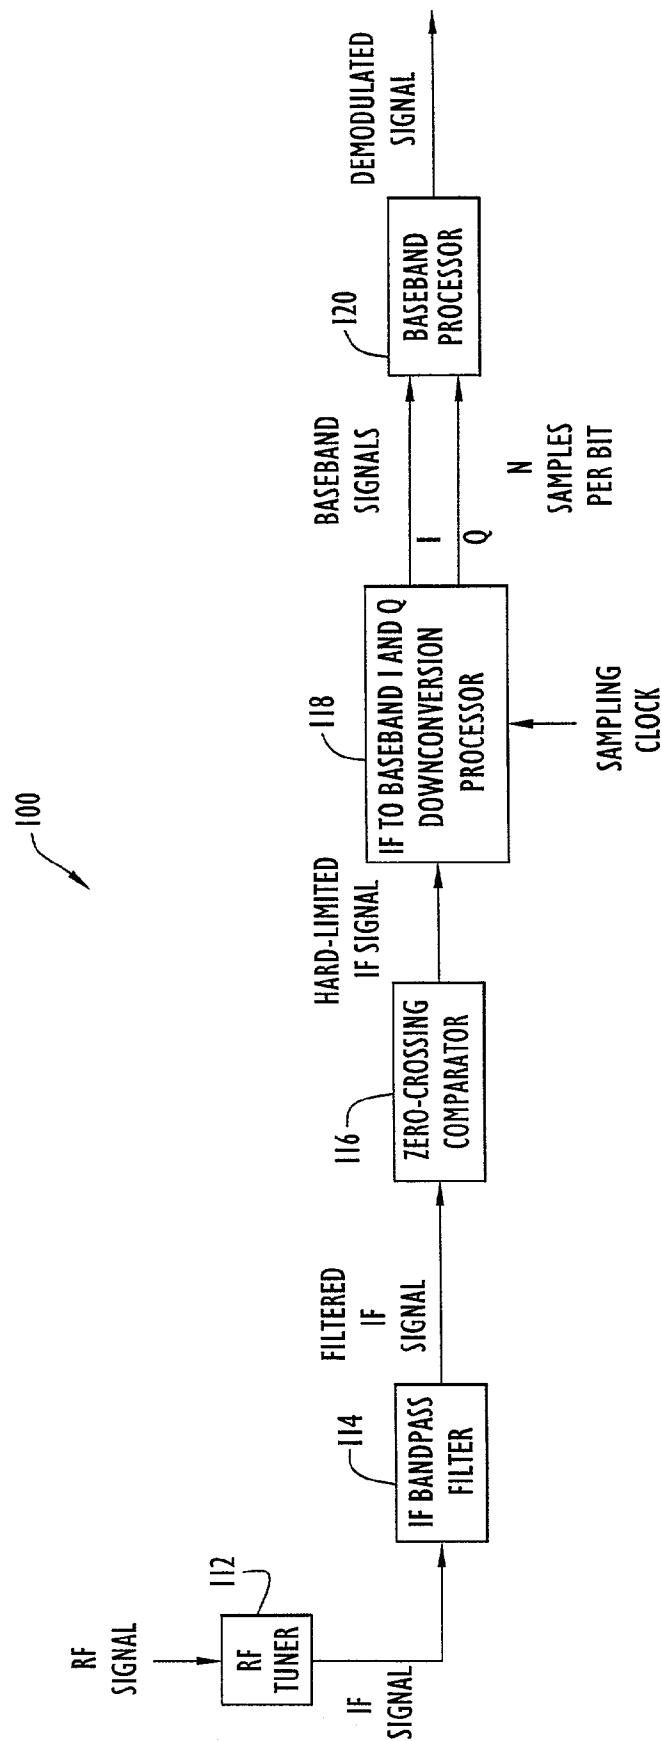 100
RF
SIGNAL
112
RF
TUNER
IF
SIGNAL
114
IF BANDPASS
FILTER
FILTERED
IF
SIGNAL
116
ZERO-CROSSING
COMPARATOR
HARD-LIMITED
IF SIGNAL
118
IF TO BASEBAND I AND Q
DOWNCONVERSION
PROCESSOR
SAMPLING
CLOCK
BASEBAND
SIGNALS
I
Q
N
SAMPLES
PER BIT
120
BASEBAND
PROCESSOR
DEMODULATED
SIGNAL